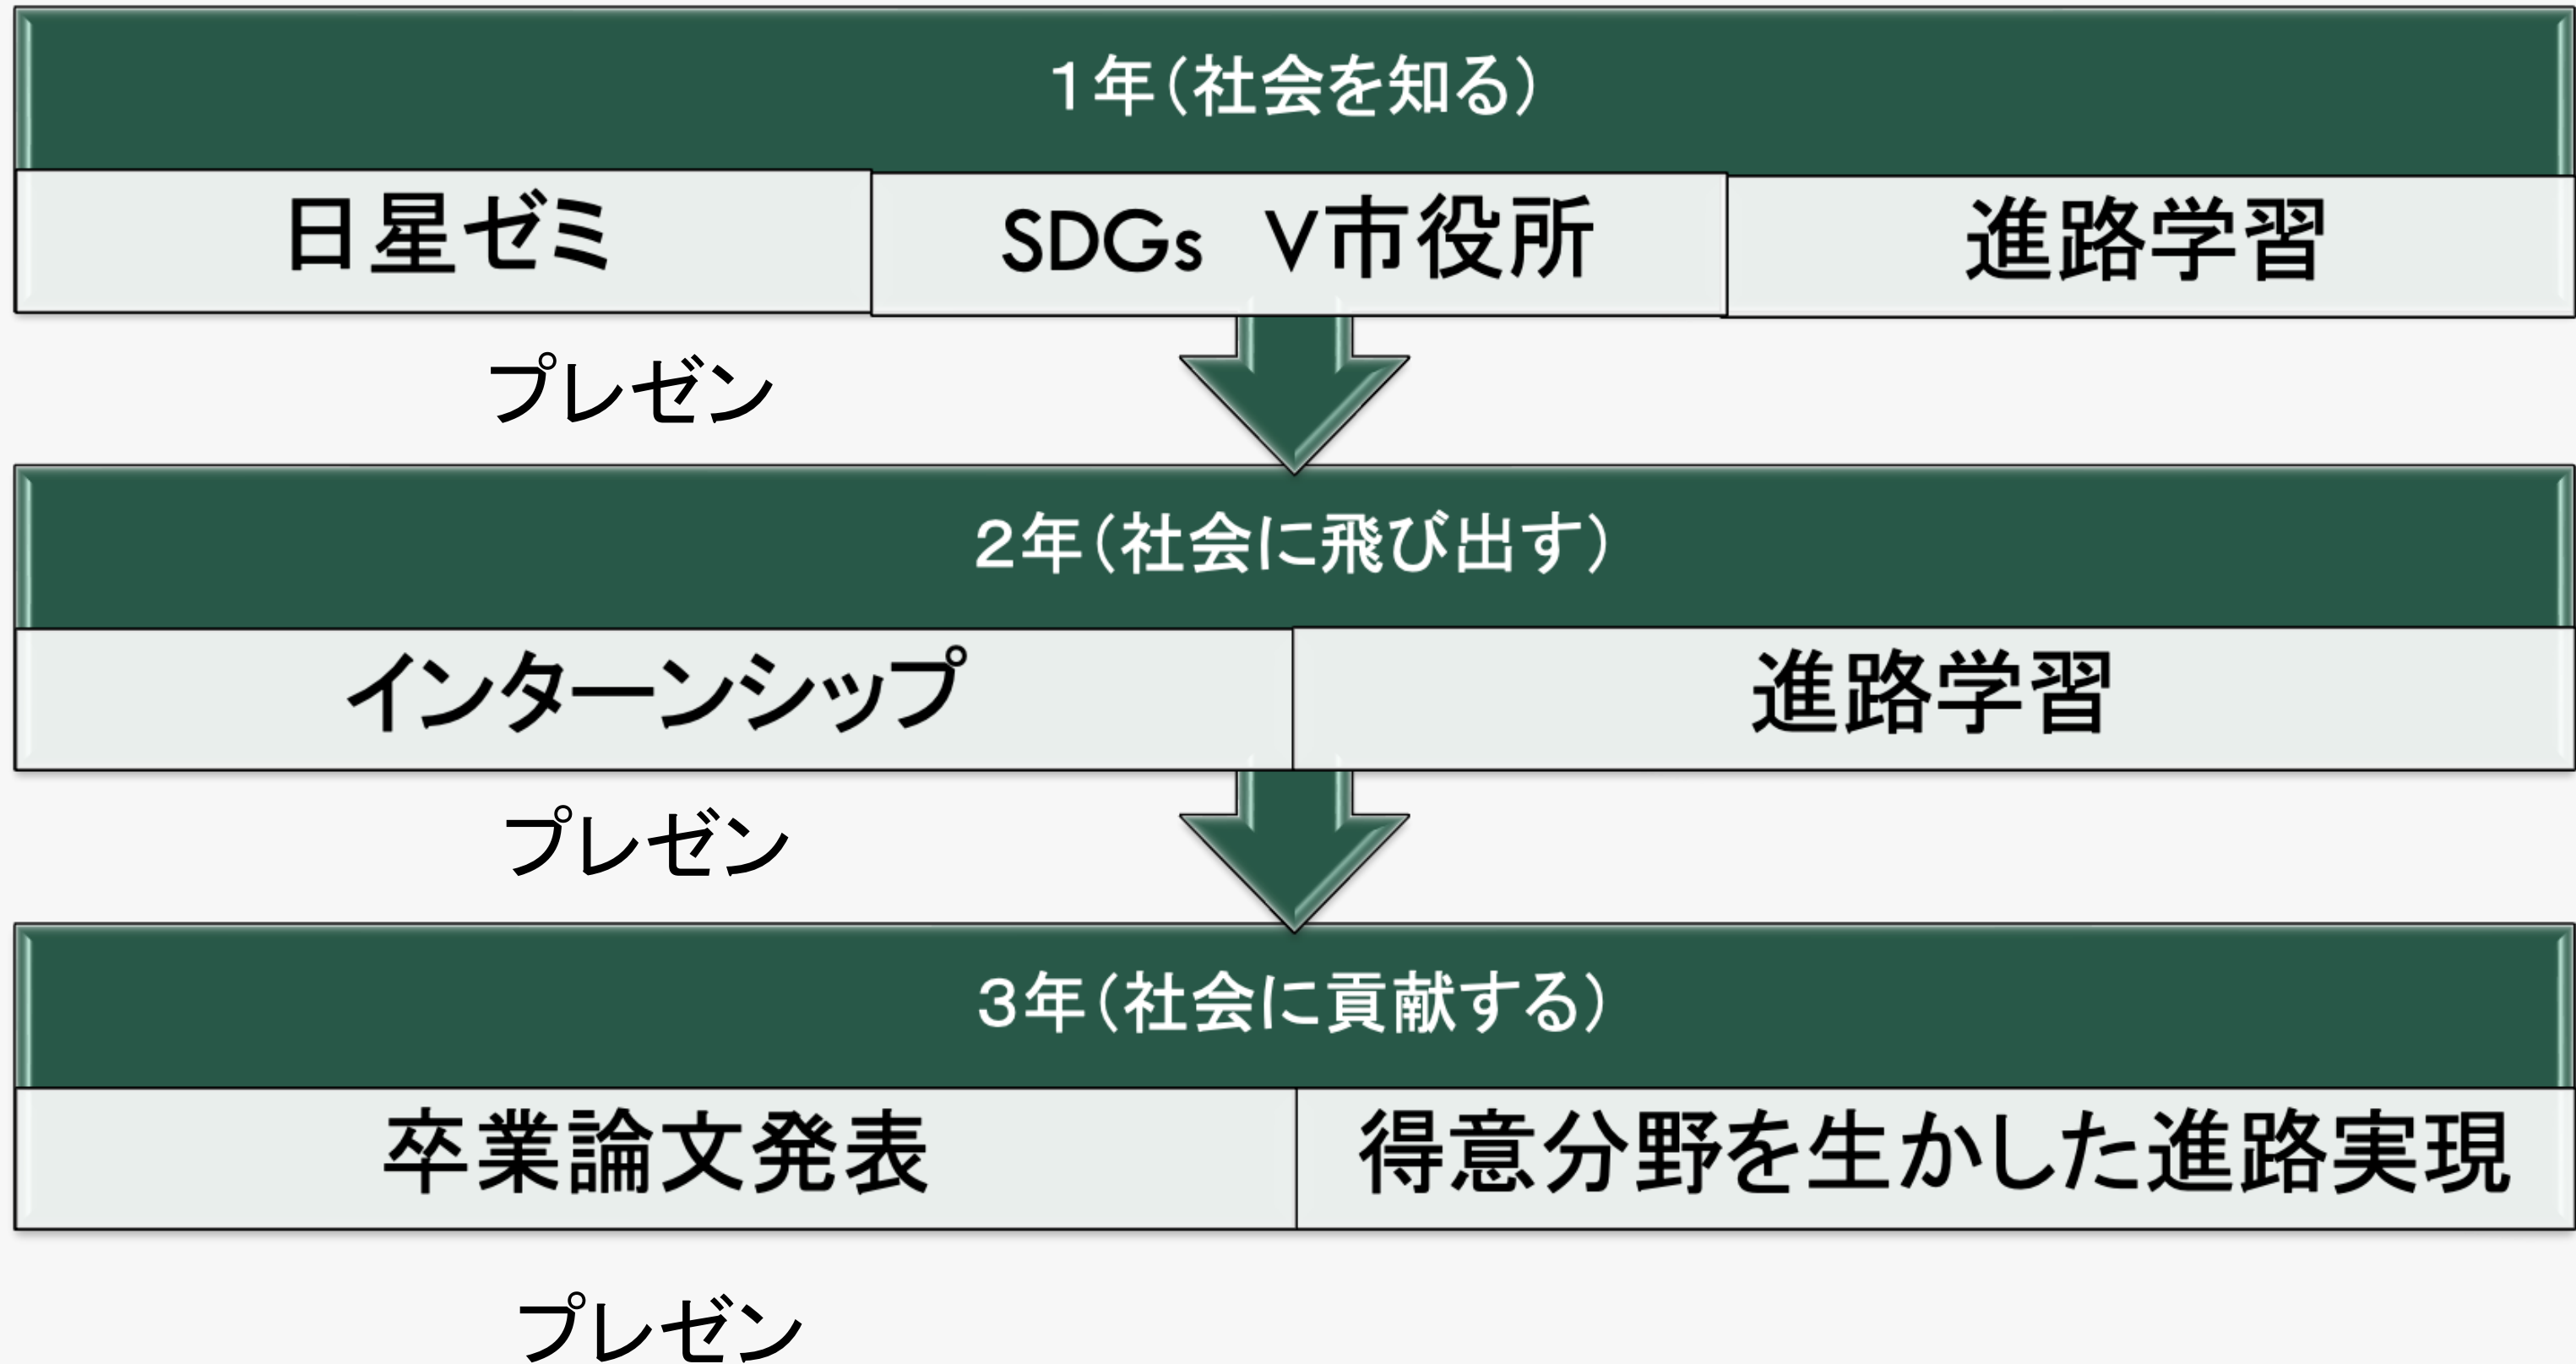 １年（社会を知る）
日星ゼミ
SDGs　V市役所
進路学習
プレゼン
２年（社会に飛び出す）
インターンシップ
進路学習
プレゼン
３年（社会に貢献する）
卒業論文発表
得意分野を生かした進路実現
プレゼン